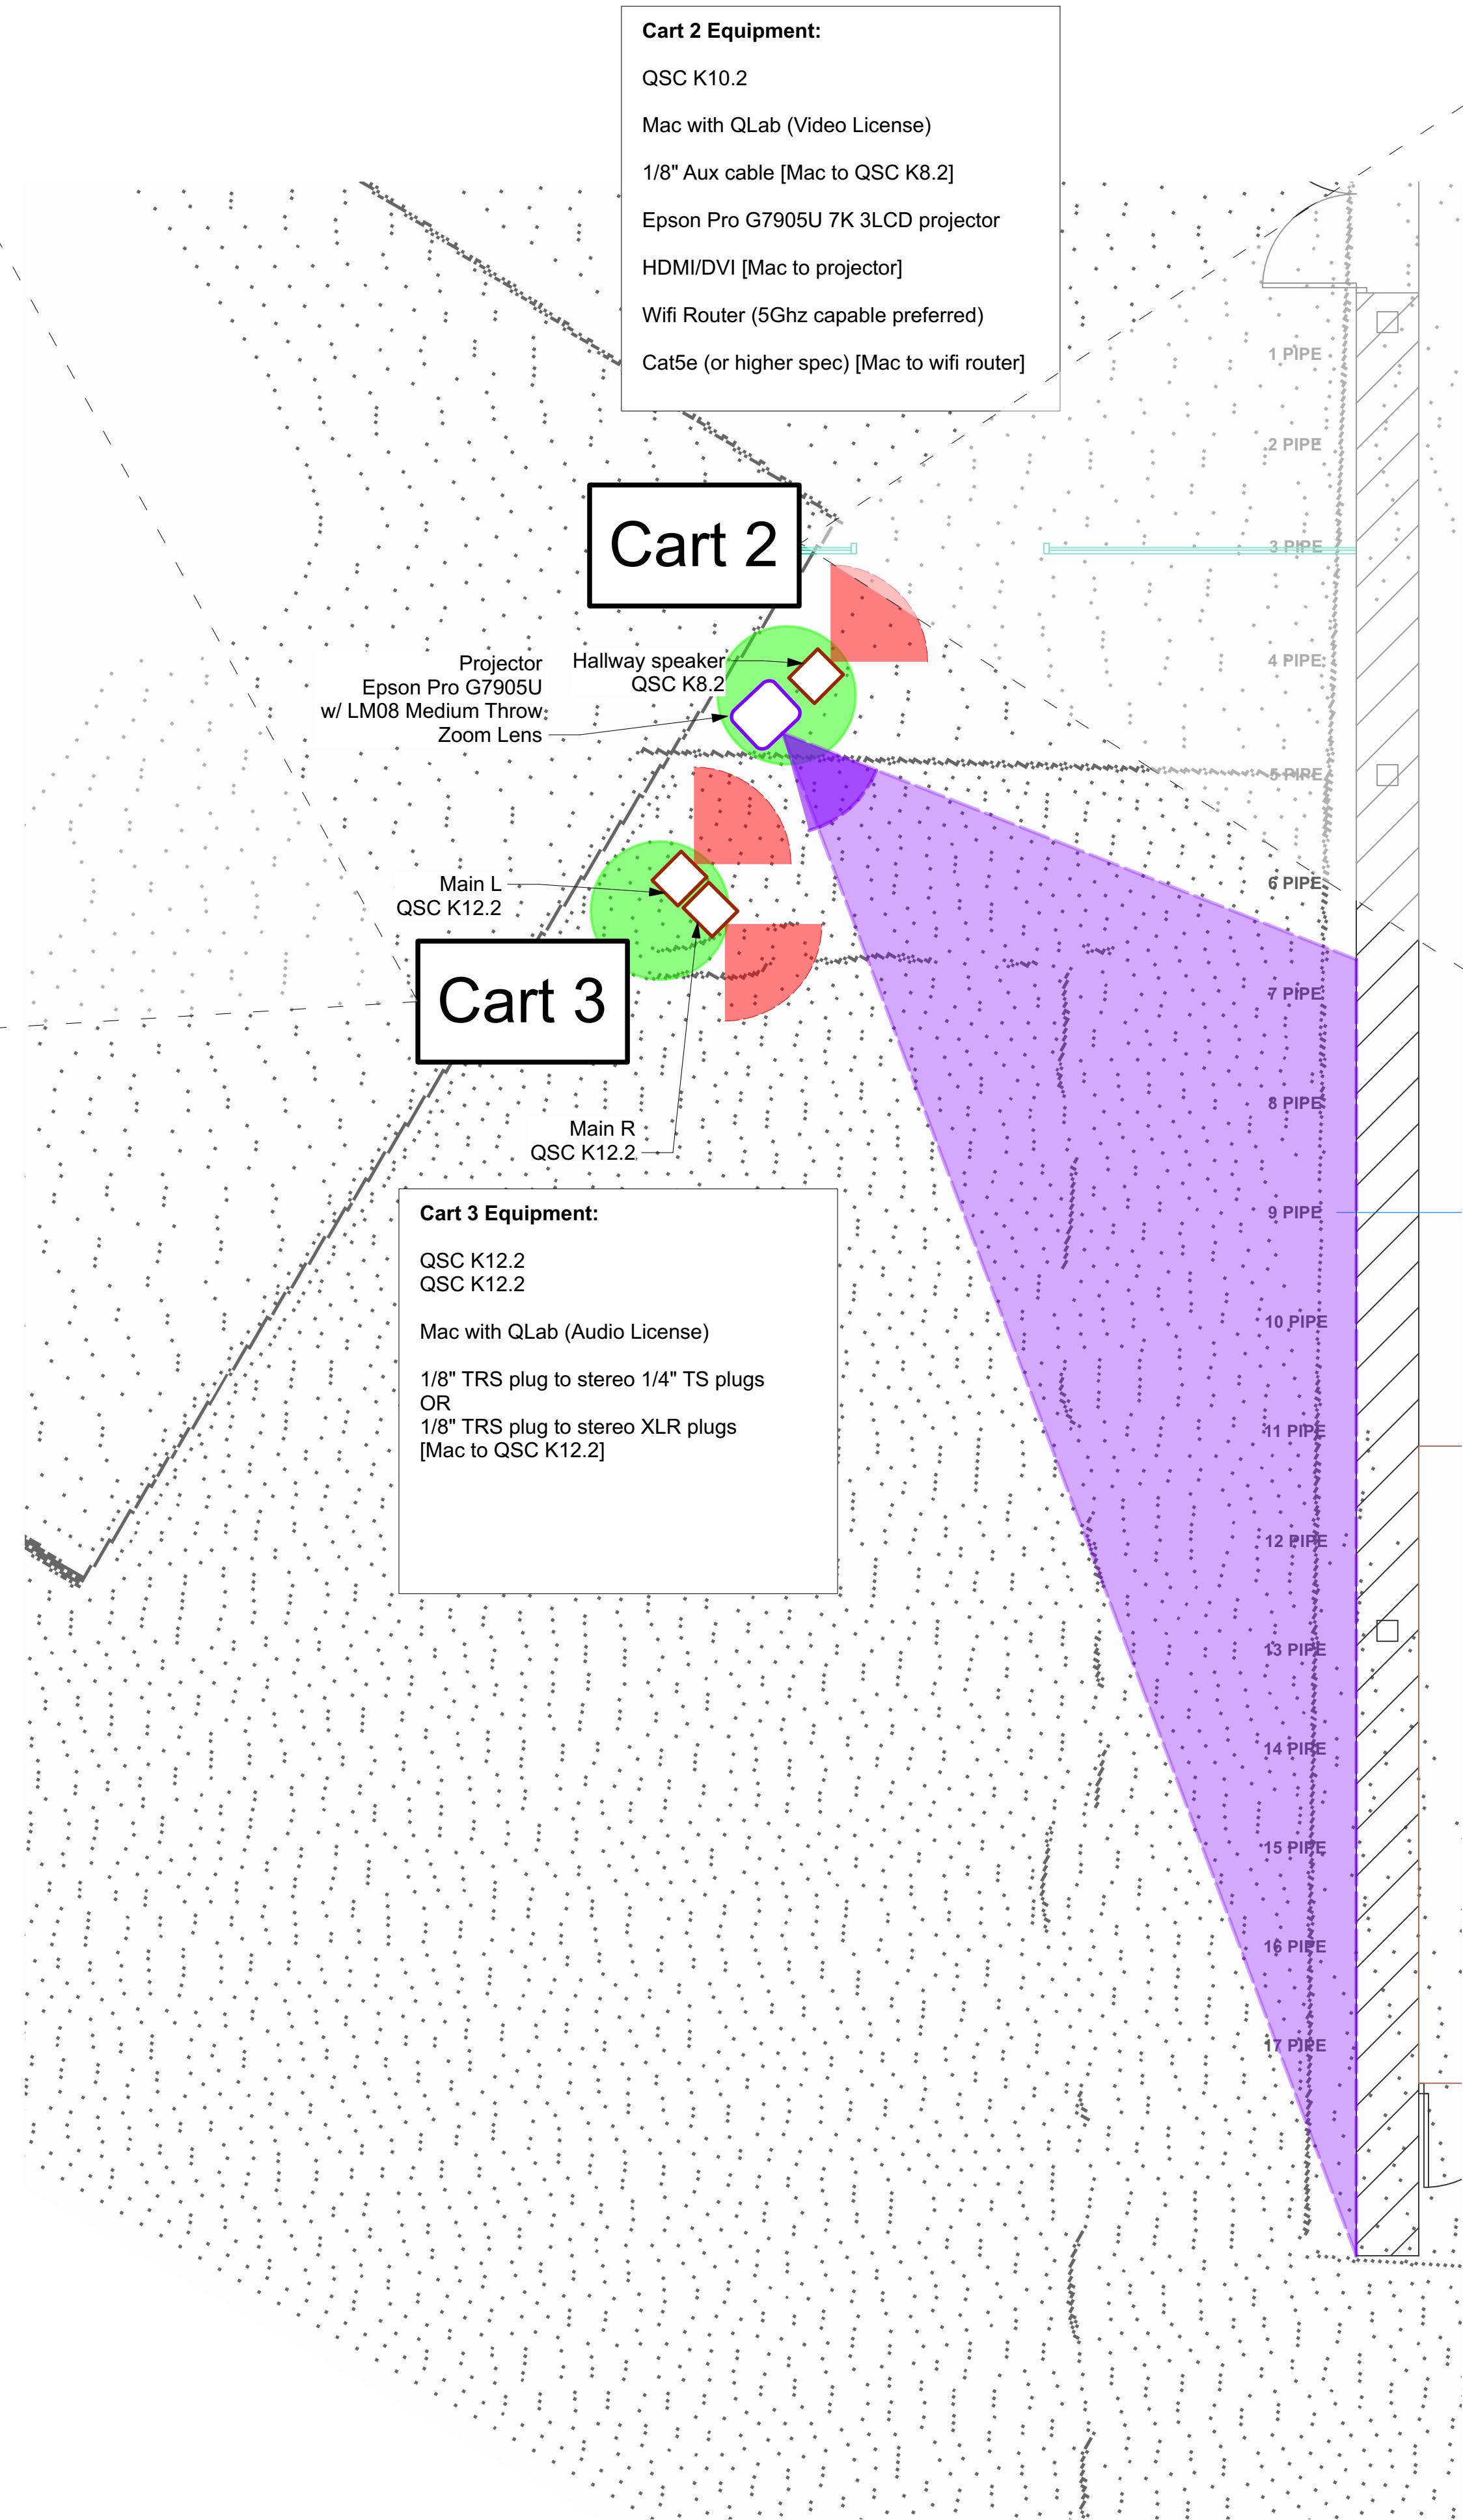 Cart 2 Equipment:
QSC K10.2
Mac with QLab (Video License)
1/8" Aux cable [Mac to QSC K8.2]
Epson Pro G7905U 7K 3LCD projector
HDMI/DVI [Mac to projector]
Wifi Router (5Ghz capable preferred)
Cat5e (or higher spec) [Mac to wifi router]
1 PIPE
2 PIPE
Cart 2
3 PIPE
4 PIPE
Projector
Epson Pro G7905U
w/ LM08 Medium Throw
Zoom Lens
Hallway speaker
QSC K8.2
5 PIPE
6 PIPE
Main L
QSC K12.2
Cart 3
7 PIPE
8 PIPE
Main R
QSC K12.2
9 PIPE
Cart 3 Equipment:
QSC K12.2
QSC K12.2
Mac with QLab (Audio License)
1/8" TRS plug to stereo 1/4" TS plugs
OR
1/8" TRS plug to stereo XLR plugs
[Mac to QSC K12.2]
10 PIPE
11 PIPE
12 PIPE
13 PIPE
14 PIPE
15 PIPE
16 PIPE
17 PIPE